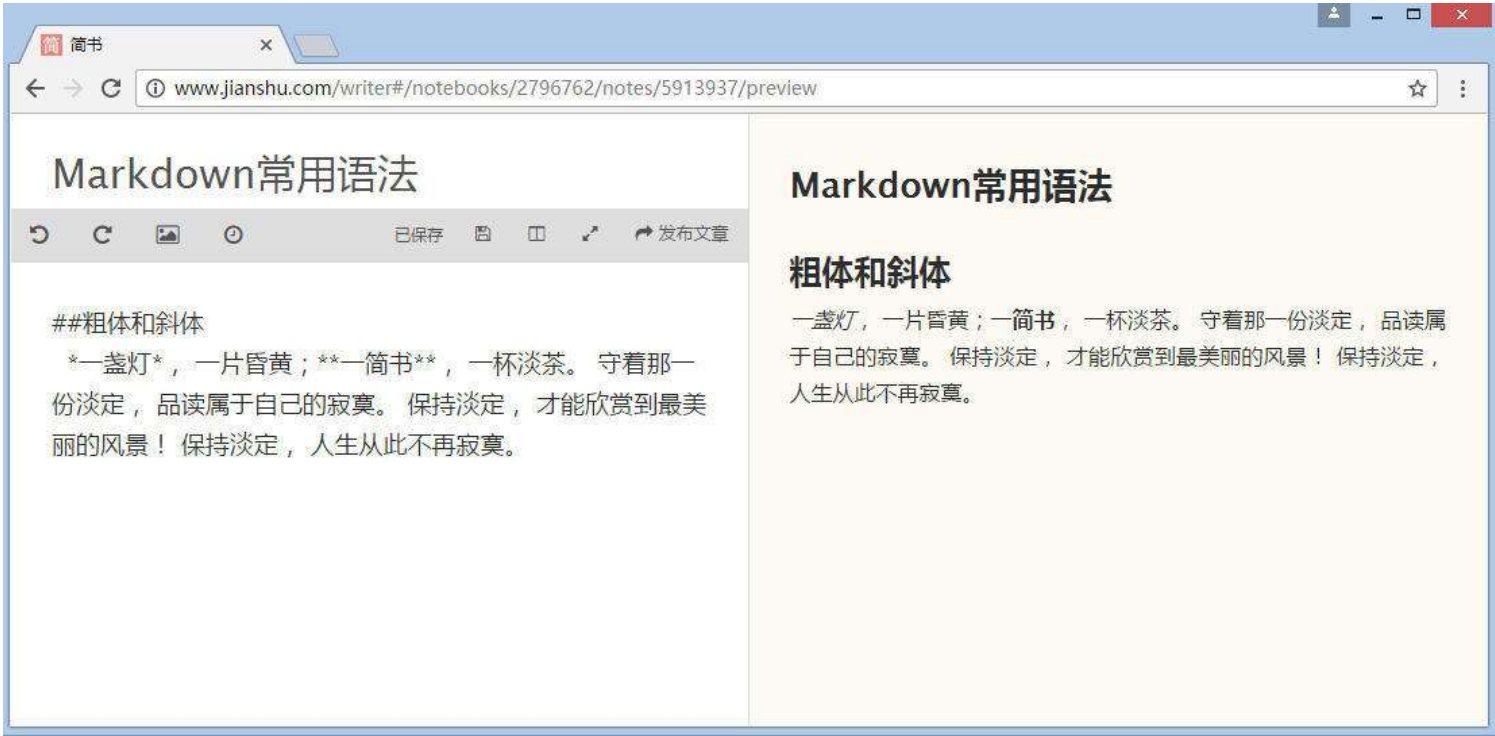 简书
www.jianshu.com/writer#/notebooks/2796762/notes/5913937/preview
Markdown常用语法
已保存 发布文章
##粗体和斜体
*一盏灯*，一片昏黄；**一简书**，一杯淡茶。 守着那一
份淡定，品读属于自己的寂寞。 保持淡定，才能欣赏到最美
丽的风景！ 保持淡定，人生从此不再寂寞。
Markdown常用语法
粗体和斜体
一盏灯，一片昏黄；一简书，一杯淡茶。 守着那一份淡定，品读属
于自己的寂寞。 保持淡定，才能欣赏到最美丽的风景！ 保持淡定，
人生从此不再寂寞。